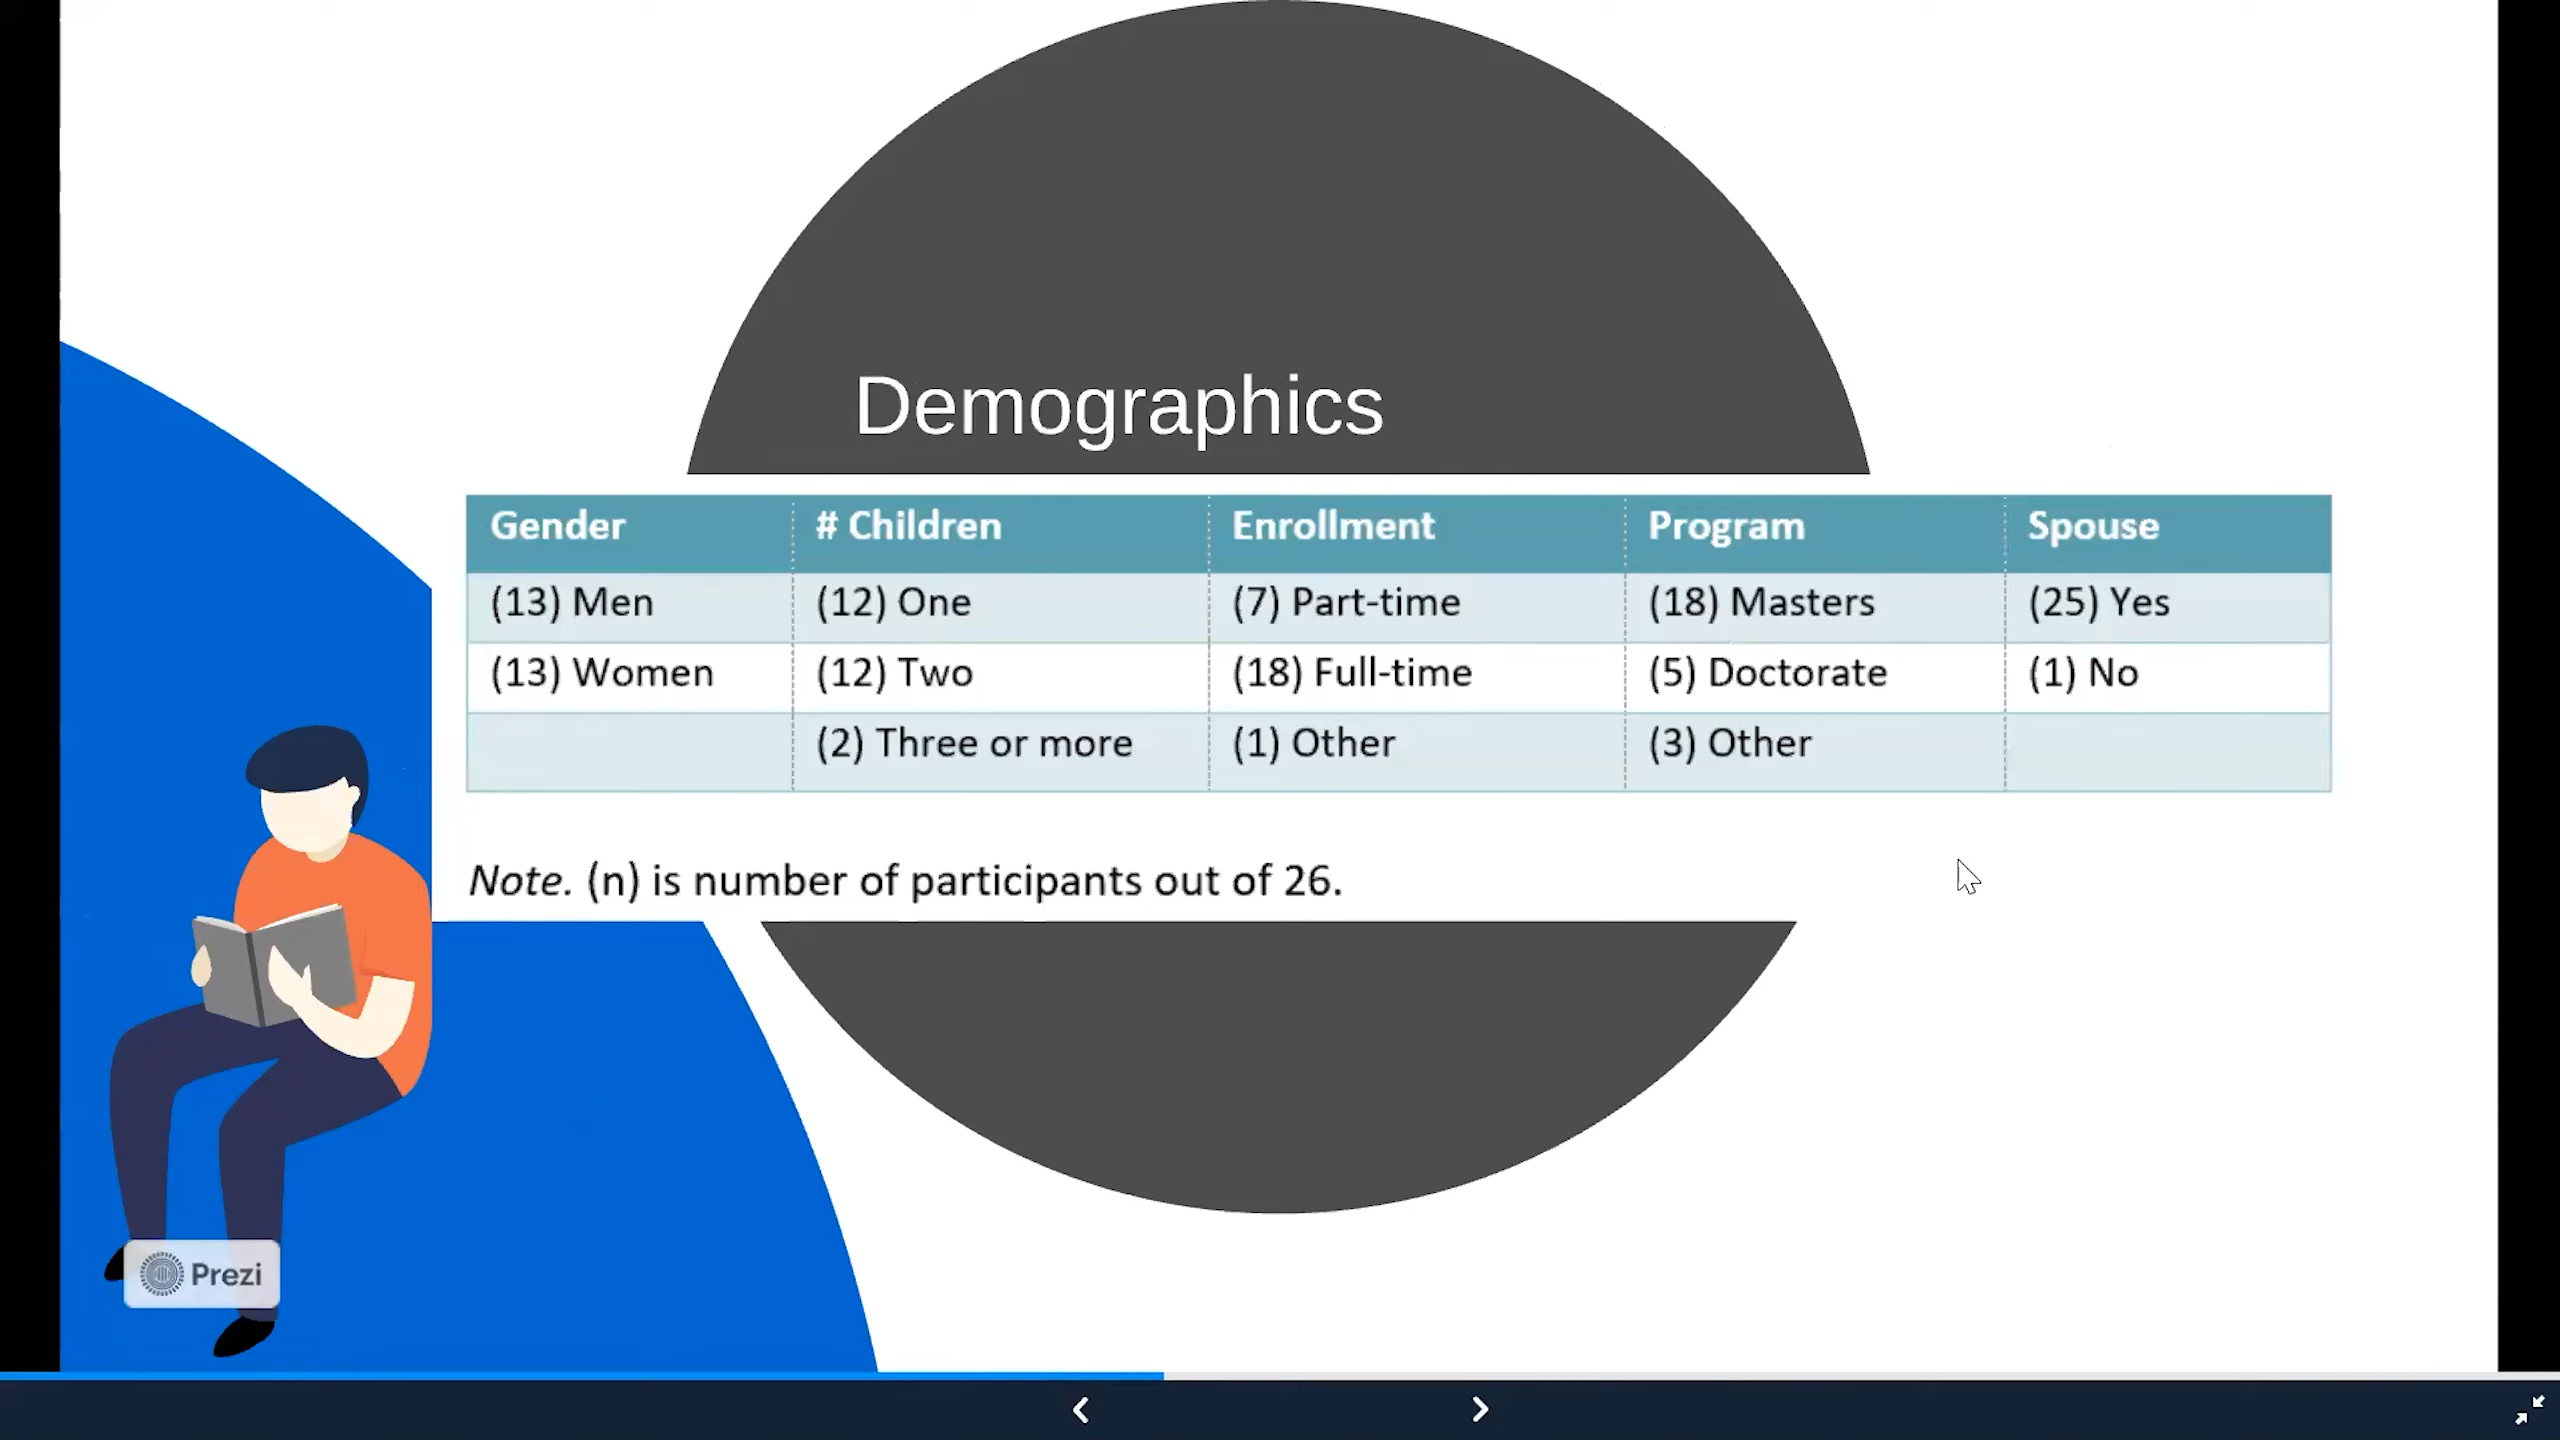 Demographics
Gender # Children Enrollment Program Spouse
(13) Men (12) One (7) Part-time (18) Masters (25) Yes
(13) Women (12) Two (18) Full-time (5) Doctorate (1) No
(2) Three or more (1) Other (3) Other
Note. (n) is number of participants out of 26.
Prezi